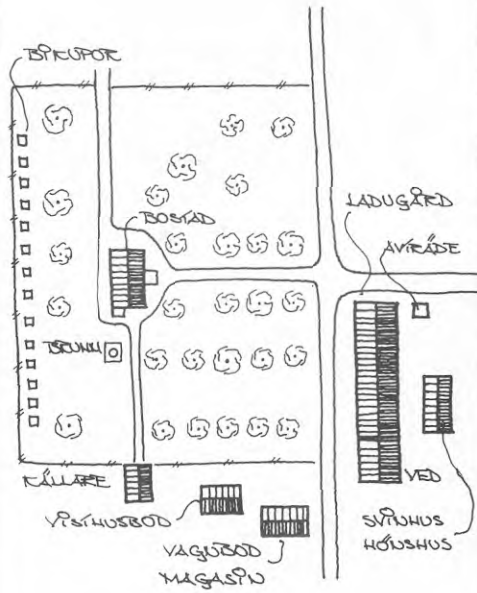 BIKUPOR
BOSTAD
LADUGÅRD
AVTRÄDE
BRUNN
KÄLLARE
VISTHUSBOD
VED
VAGNBOD
MAGASIN
SVINHUS
HÖNSHUS